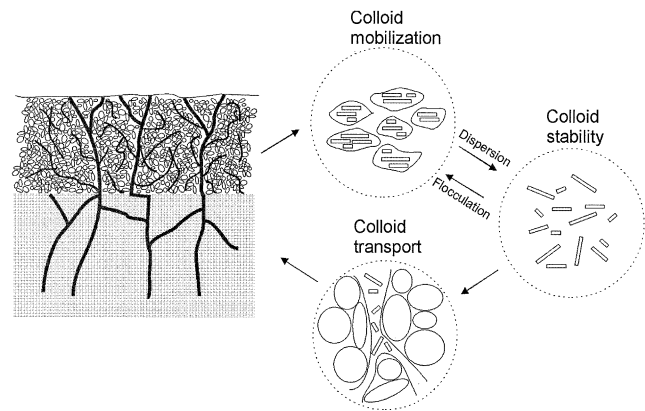 Colloid
mobilization
Dispersion
Flocculation
Colloid
stability
Colloid
transport